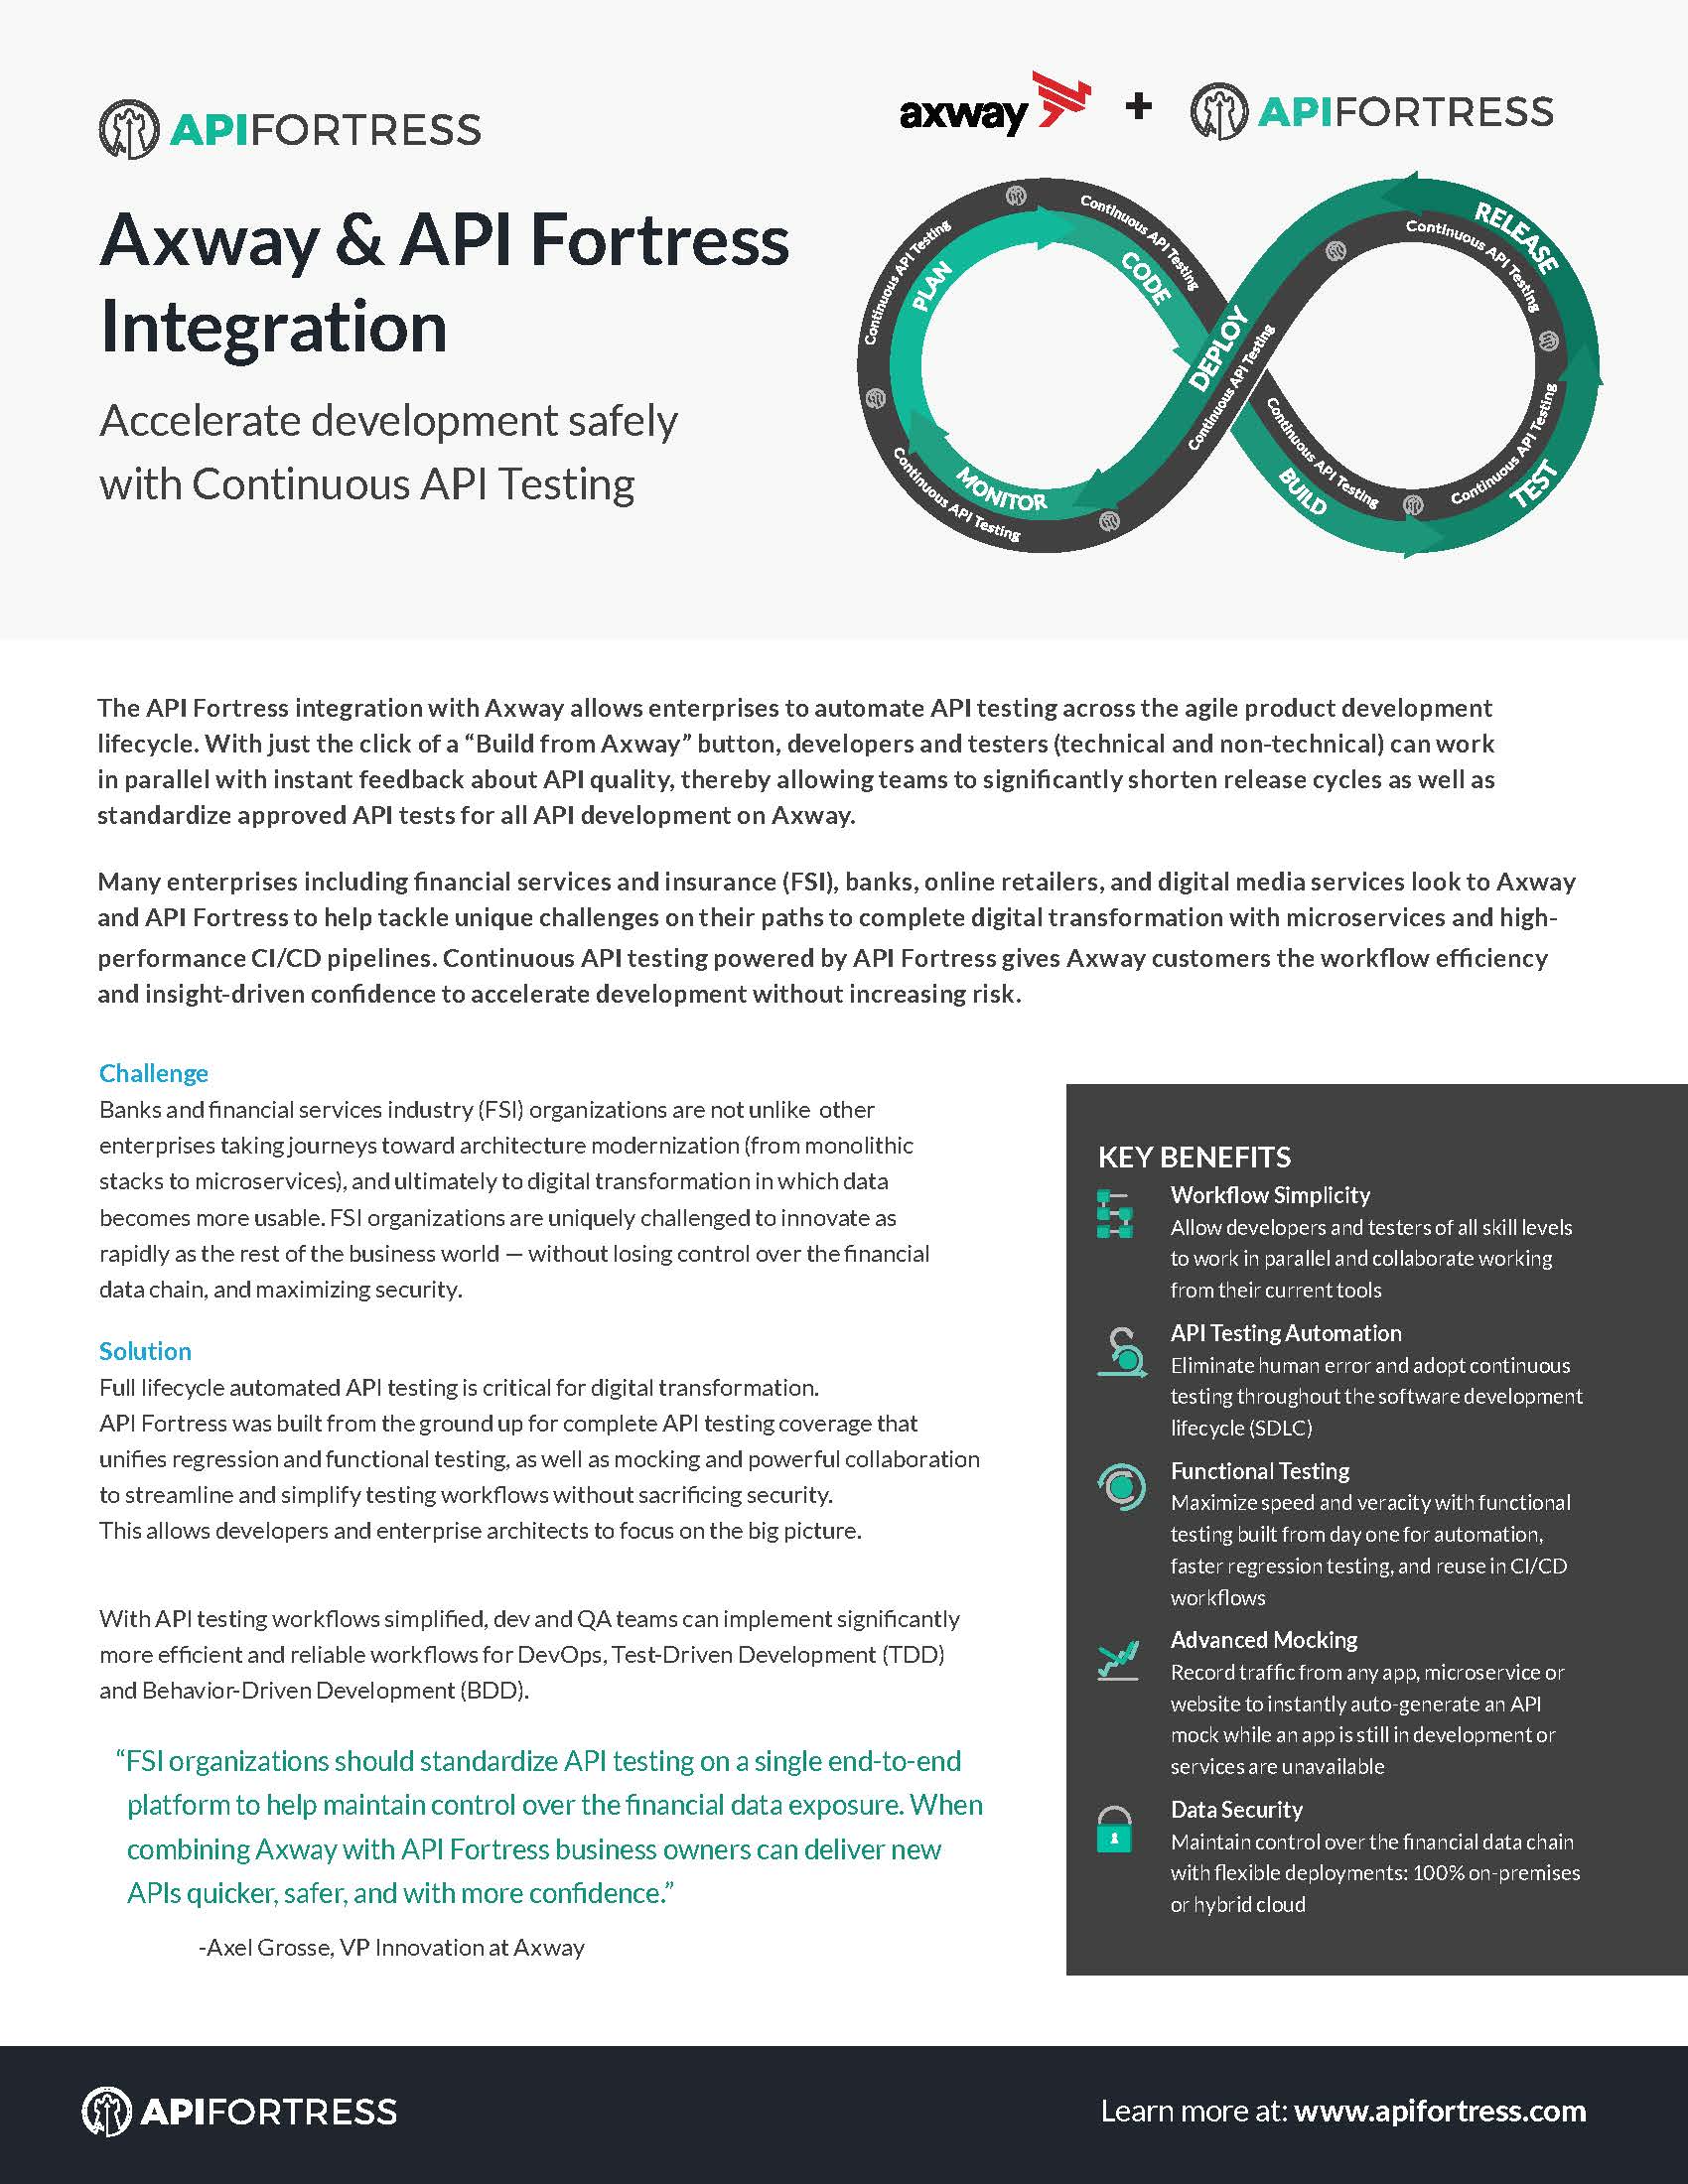 APIFORTRESS
axway + APIFORTRESS
Axway & API Fortress
Integration
Accelerate development safely
with Continuous API Testing
PLAN
Continuous API Testing
CODE
Continuous API Testing
DEPLOY
Continuous API Testing
RELEASE
Continuous API Testing
TEST
Continuous API Testing
BUILD
Continuous API Testing
MONITOR
Continuous API Testing
The API Fortress integration with Axway allows enterprises to automate API testing across the agile product development
lifecycle. With just the click of a “Build from Axway” button, developers and testers (technical and non-technical) can work
in parallel with instant feedback about API quality, thereby allowing teams to significantly shorten release cycles as well as
standardize approved API tests for all API development on Axway.
Many enterprises including financial services and insurance (FSI), banks, online retailers, and digital media services look to Axway
and API Fortress to help tackle unique challenges on their paths to complete digital transformation with microservices and high-
performance CI/CD pipelines. Continuous API testing powered by API Fortress gives Axway customers the workflow efficiency
and insight-driven confidence to accelerate development without increasing risk.
Challenge
Banks and financial services industry (FSI) organizations are not unlike other
enterprises taking journeys toward architecture modernization (from monolithic
stacks to microservices), and ultimately to digital transformation in which data
becomes more usable. FSI organizations are uniquely challenged to innovate as
rapidly as the rest of the business world — without losing control over the financial
data chain, and maximizing security.
Solution
Full lifecycle automated API testing is critical for digital transformation.
API Fortress was built from the ground up for complete API testing coverage that
unifies regression and functional testing, as well as mocking and powerful collaboration
to streamline and simplify testing workflows without sacrificing security.
This allows developers and enterprise architects to focus on the big picture.
With API testing workflows simplified, dev and QA teams can implement significantly
more efficient and reliable workflows for DevOps, Test-Driven Development (TDD)
and Behavior-Driven Development (BDD).
“FSI organizations should standardize API testing on a single end-to-end
platform to help maintain control over the financial data exposure. When
combining Axway with API Fortress business owners can deliver new
APIs quicker, safer, and with more confidence.”
-Axel Grosse, VP Innovation at Axway
KEY BENEFITS
Workflow Simplicity
Allow developers and testers of all skill levels
to work in parallel and collaborate working
from their current tools
API Testing Automation
Eliminate human error and adopt continuous
testing throughout the software development
lifecycle (SDLC)
Functional Testing
Maximize speed and veracity with functional
testing built from day one for automation,
faster regression testing, and reuse in CI/CD
workflows
Advanced Mocking
Record traffic from any app, microservice or
website to instantly auto-generate an API
mock while an app is still in development or
services are unavailable
Data Security
Maintain control over the financial data chain
with flexible deployments: 100% on-premises
or hybrid cloud
APIFORTRESS
Learn more at: www.apifortress.com